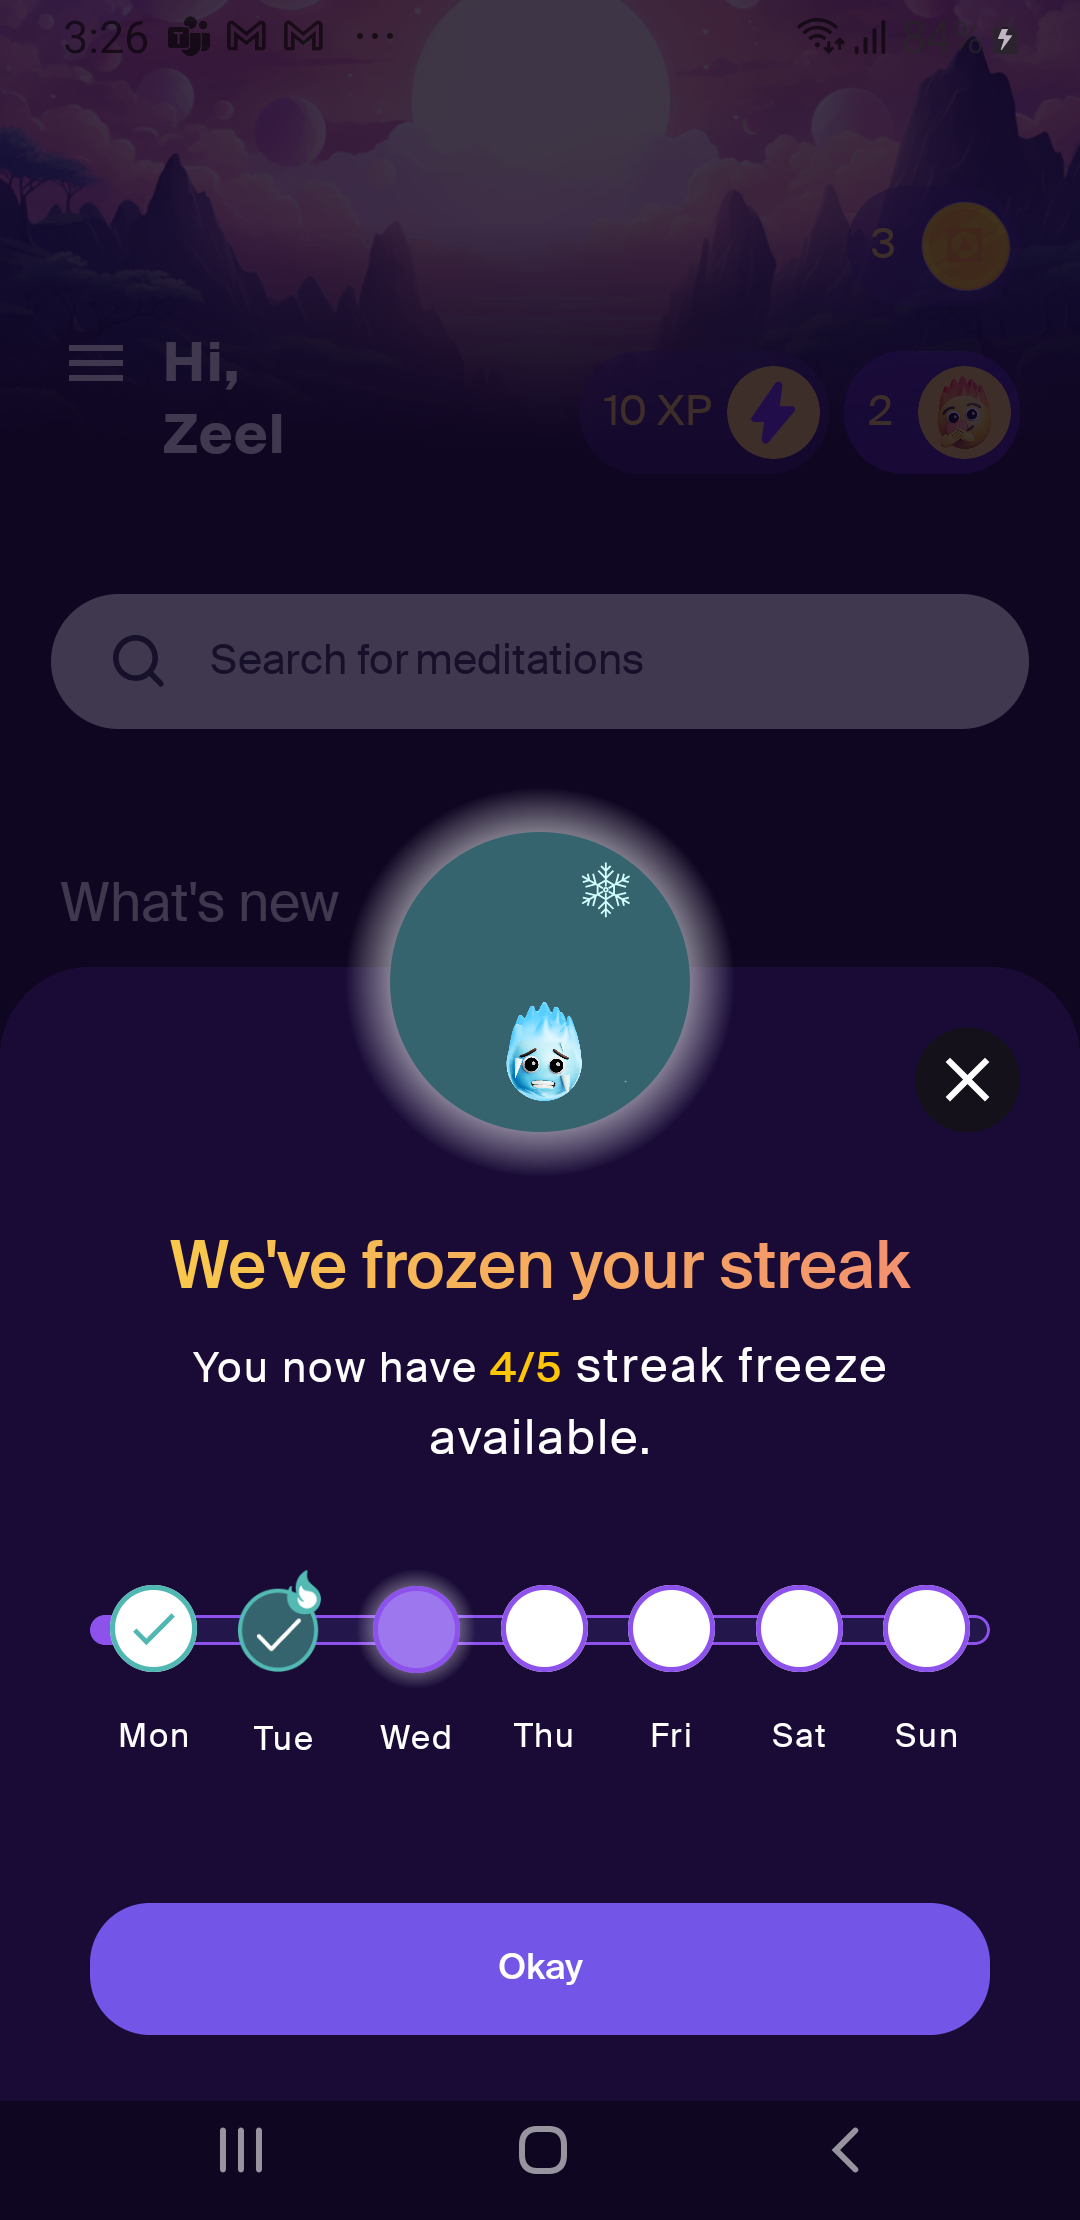 3:26
3
Hi,
Zeel
10 XP
2
Search for meditations
What's new
We've frozen your streak
You now have 4/5 streak freeze
available.
Mon Tue Wed Thu Fri Sat Sun
Okay